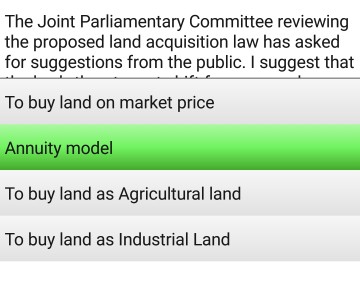 The Joint Parliamentary Committee reviewing
the proposed land acquisition law has asked
for suggestions from the public. I suggest that
To buy land on market price
Annuity model
To buy land as Agricultural land
To buy land as Industrial Land